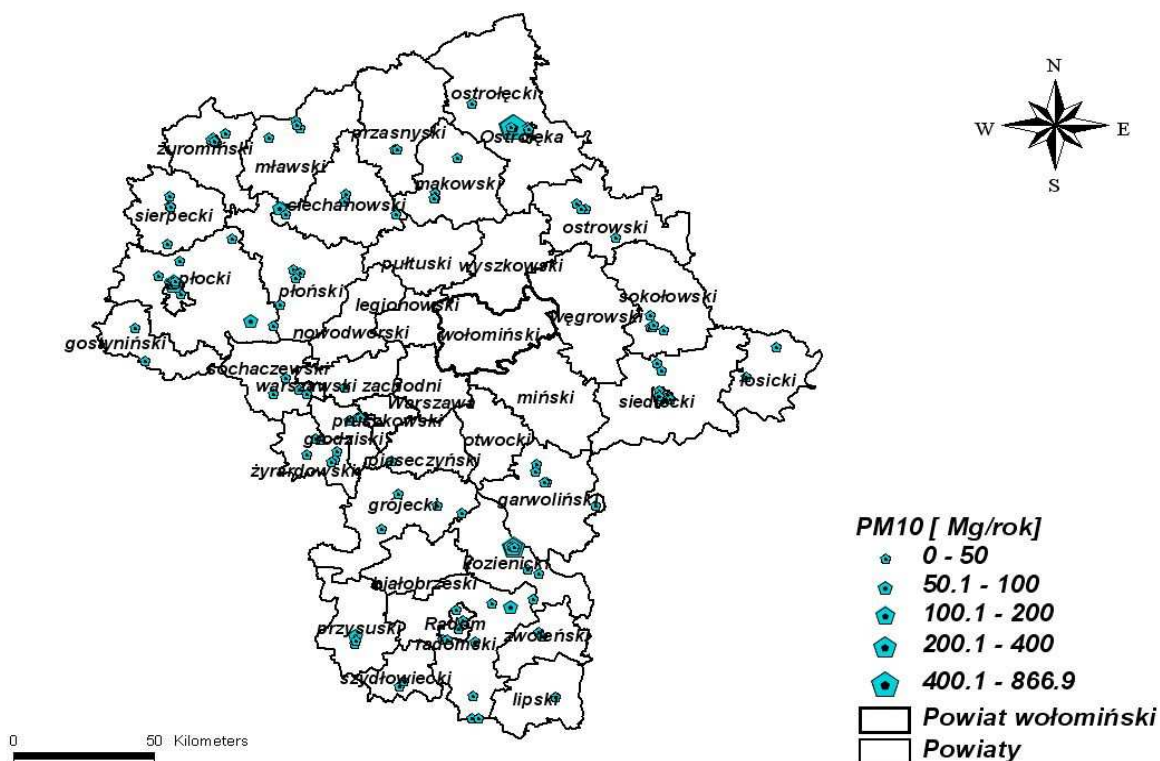 ostrołęcki
N
W
E
S
przasnyski
Ostrołęka
żuromiński
mławski
makowski
ciechanowski
sierpecki
ostrowski
pułtuski
wyszkowski
płocki
płoński
sokołowski
legionowski
węgrowski
nowodworski
wołomiński
gostyniński
sochaczewski
warszawski zachodni
łosicki
Warszawa
miński
siedlecki
pruszkowski
grodziski
otwocki
żyrardowski
piaseczyński
grójecki
garwoliński
kozienicki
białobrzeski
przysuski
Radom
radomski
zwoleński
szydłowiecki
lipski
PM10 [ Mg/rok]
0 - 50
50.1 - 100
100.1 - 200
200.1 - 400
400.1 - 866.9
Powiat wołomiński
Powiaty
0 50 Kilometers